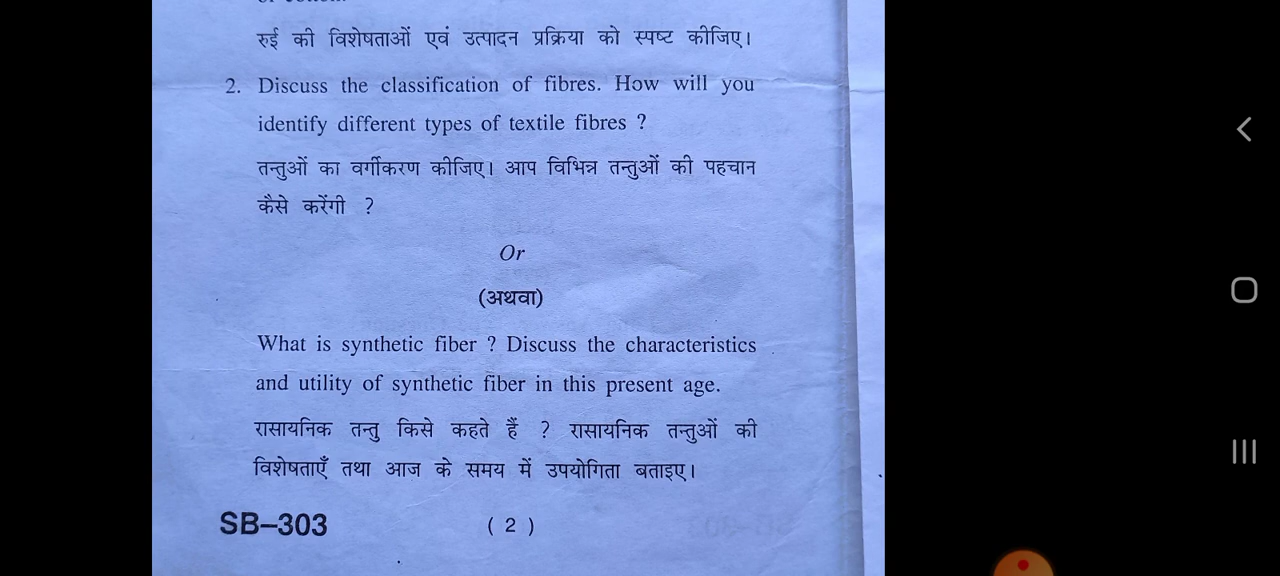 रुई की विशेषताओं एवं उत्पादन प्रक्रिया को स्पष्ट कीजिए।
2. Discuss the classification of fibres. How will you
identify different types of textile fibres ?
तन्तुओं का वर्गीकरण कीजिए। आप विभिन्न तन्तुओं की पहचान
कैसे करेंगी ?
Or
(अथवा)
What is synthetic fiber ? Discuss the characteristics
and utility of synthetic fiber in this present age.
रासायनिक तन्तु किसे कहते हैं ? रासायनिक तन्तुओं की
विशेषताएँ तथा आज के समय में उपयोगिता बताइए।
SB–303 ( 2 )